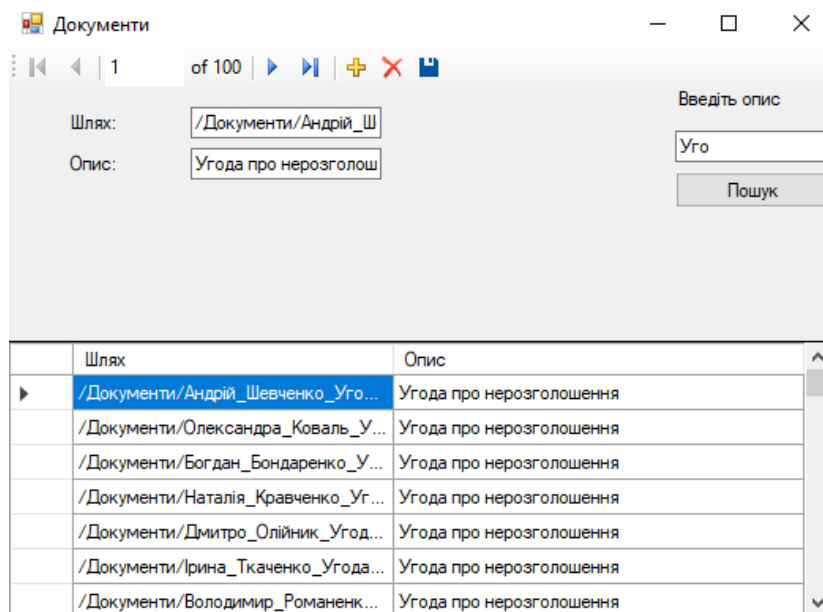 Документи
1 of 100
Введіть опис
Шлях: /Документи/Андрій_Ш
Уго
Опис: Угода про нерозголош
Пошук
Шлях Опис
/Документи/Андрій_Шевченко_Уго... Угода про нерозголошення
/Документи/Олександра_Коваль_У... Угода про нерозголошення
/Документи/Богдан_Бондаренко_У... Угода про нерозголошення
/Документи/Наталія_Кравченко_Уг... Угода про нерозголошення
/Документи/Дмитро_Олійник_Угод... Угода про нерозголошення
/Документи/Ірина_Ткаченко_Угода... Угода про нерозголошення
/Документи/Володимир_Романенк... Угода про нерозголошення